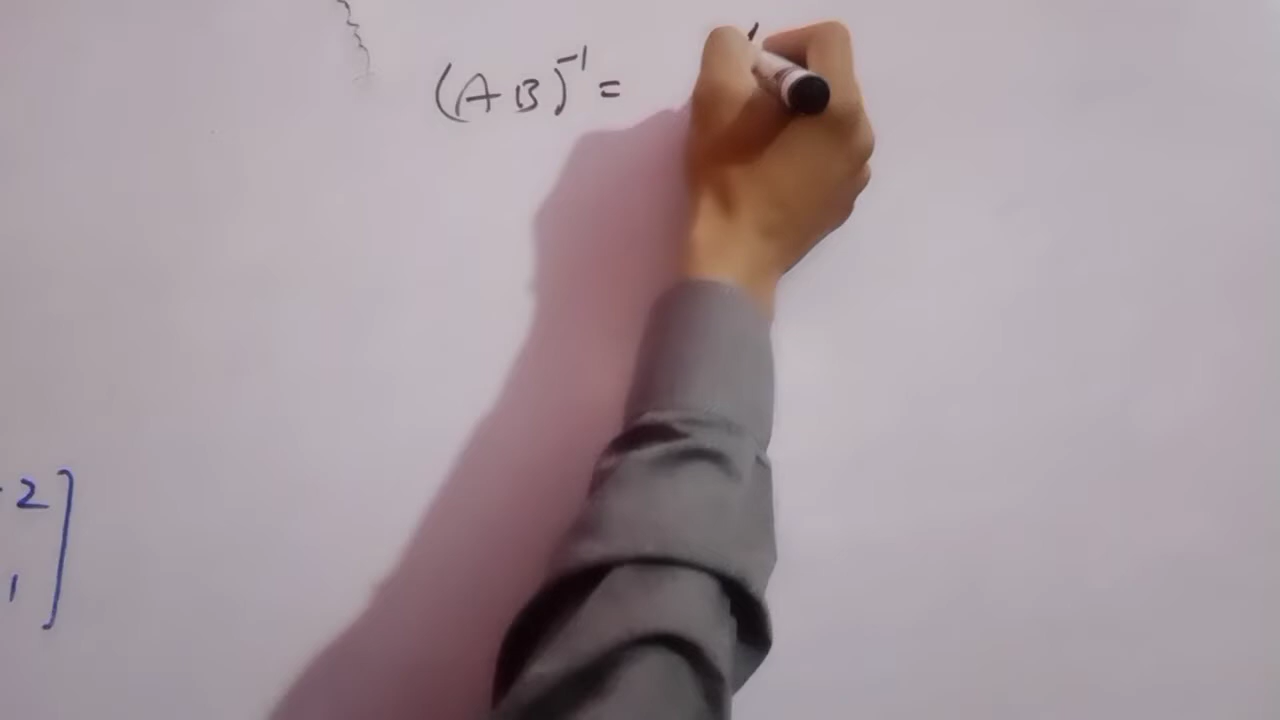 (AB)⁻¹ =
-2]
1